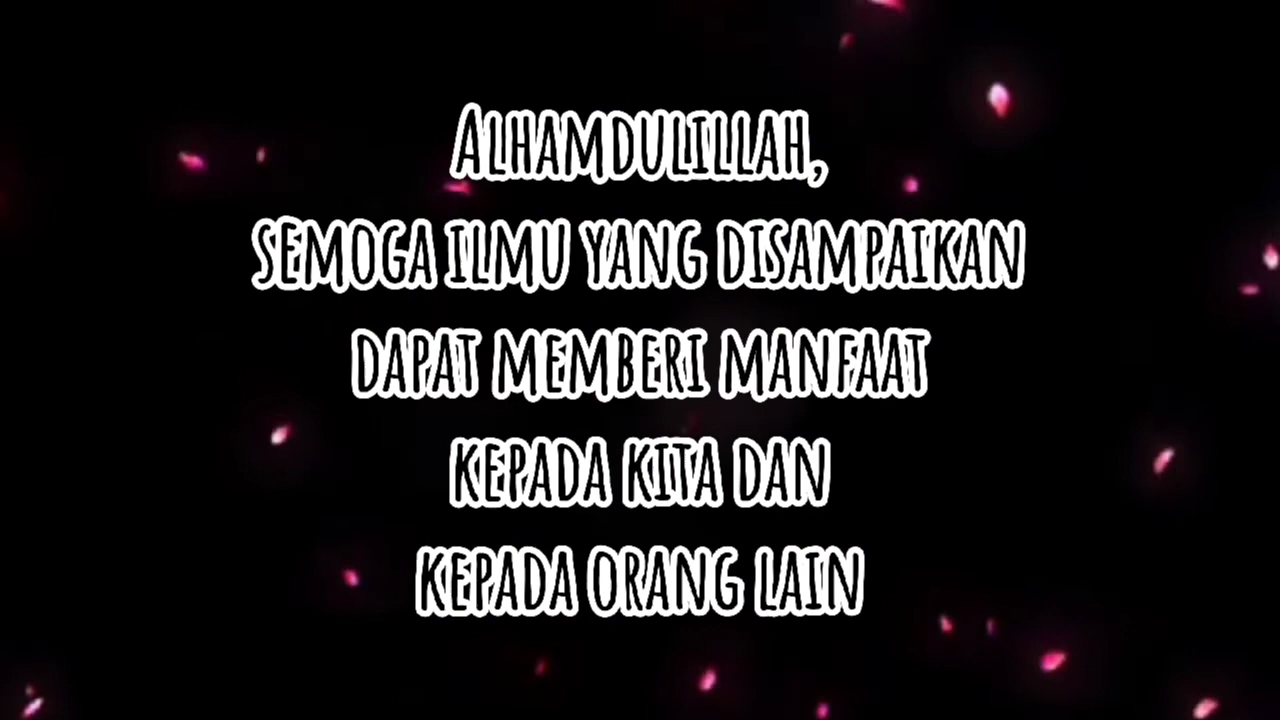 Alhamdulillah,
semoga ilmu yang disampaikan
dapat memberi manfaat
kepada kita dan
kepada orang lain